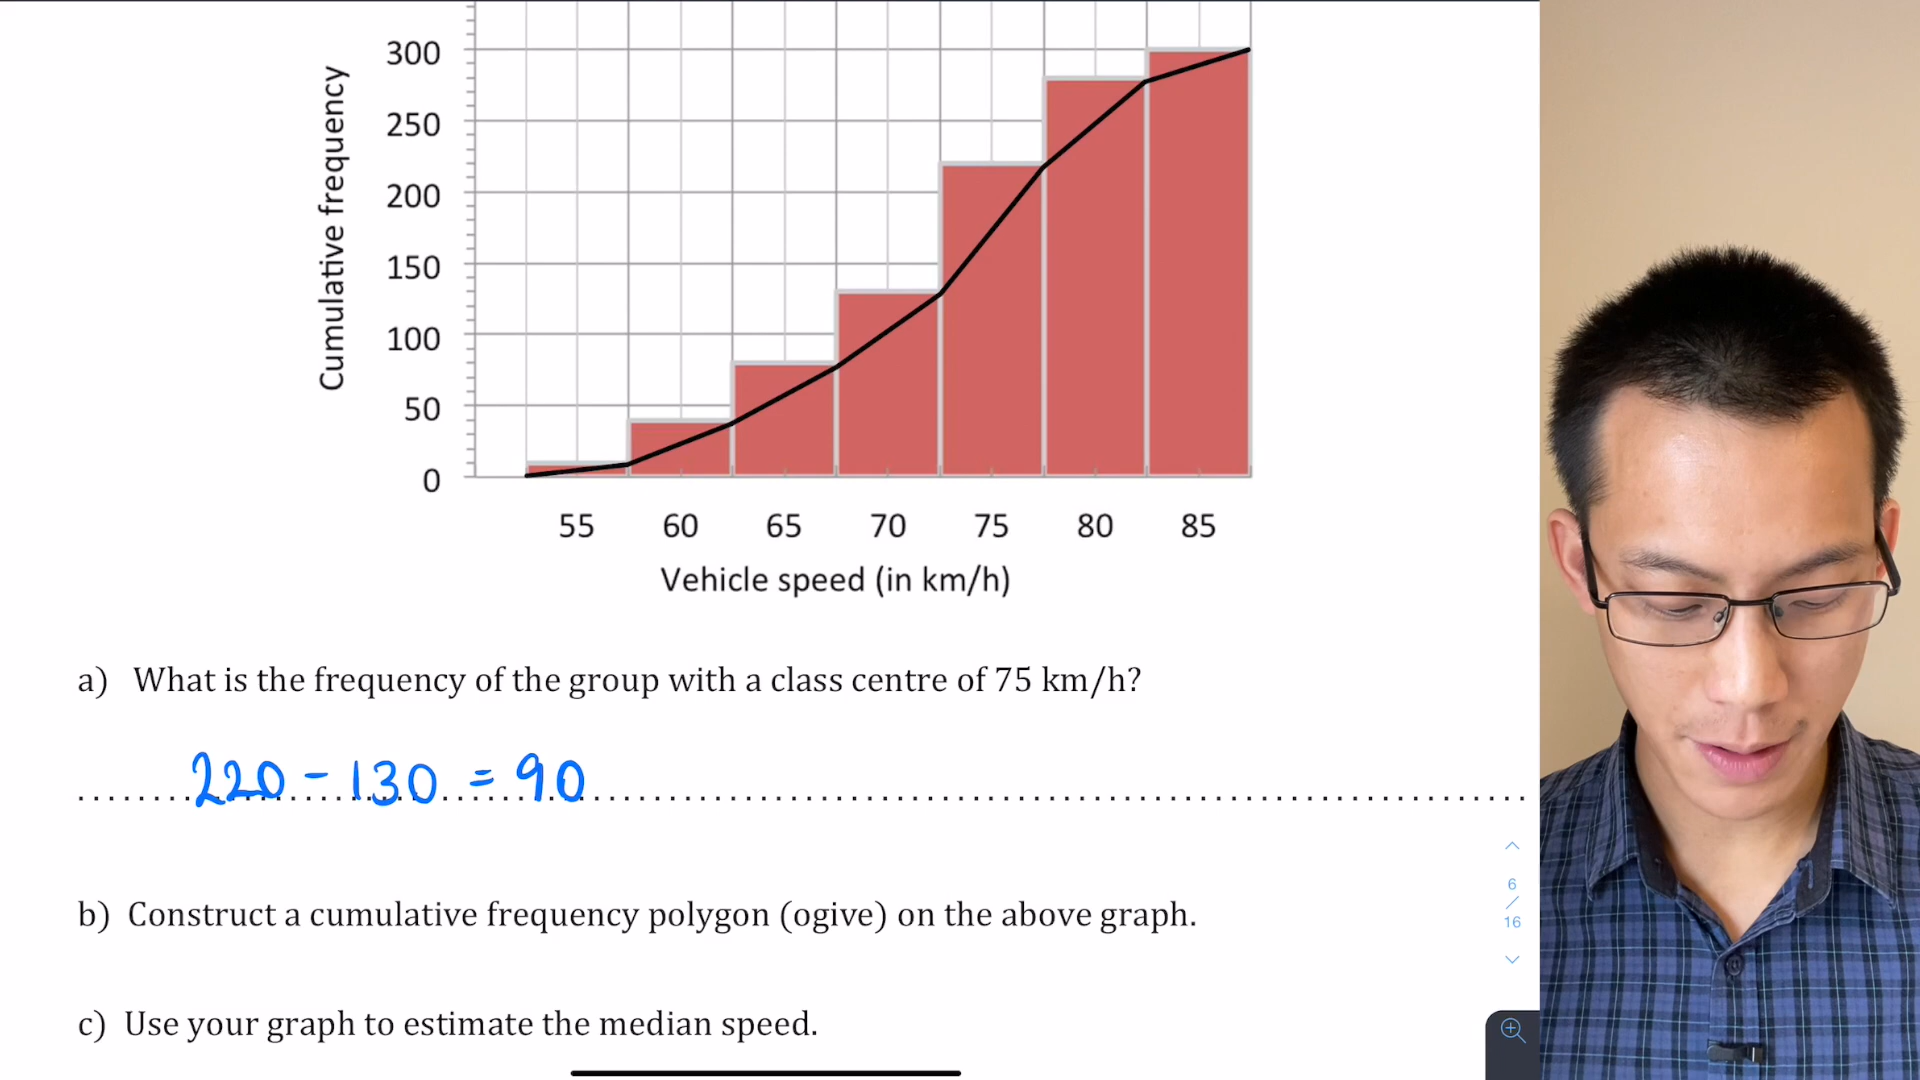 Cumulative frequency
300
250
200
150
100
50
0
55 60 65 70 75 80 85
Vehicle speed (in km/h)
a) What is the frequency of the group with a class centre of 75 km/h?
220 - 130 = 90
b) Construct a cumulative frequency polygon (ogive) on the above graph.
c) Use your graph to estimate the median speed.
6
/
16